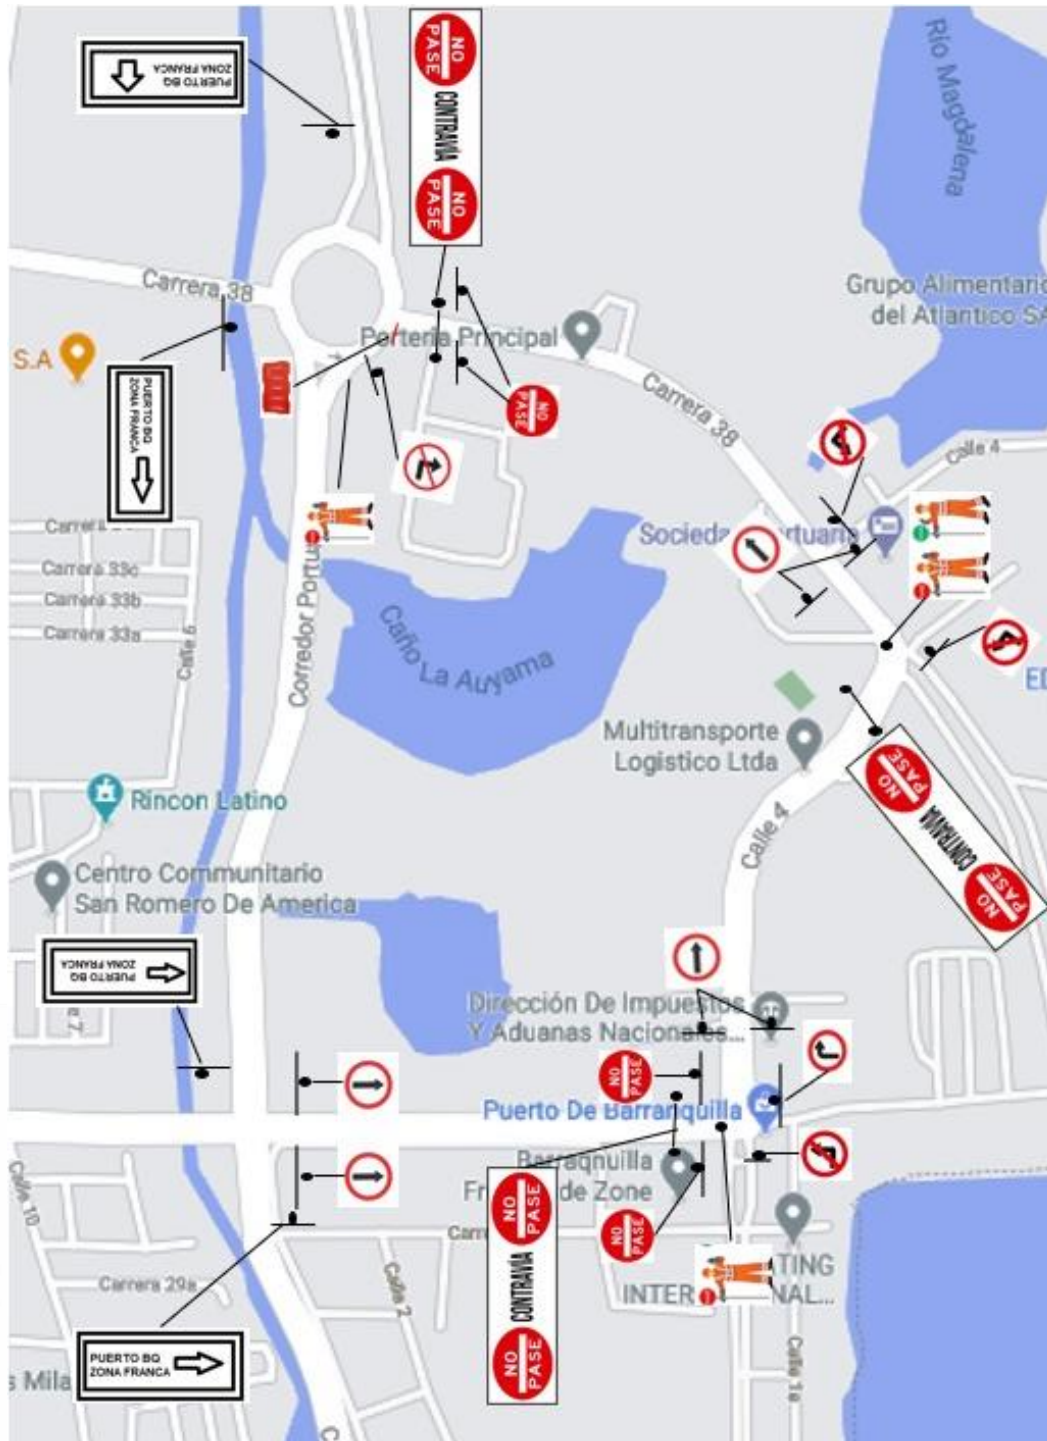 PUERTO BQ
ZONA FRANCA
NO
PASE
CONTRAVÍA
NO
PASE
Río Magdalena
Carrera 38
Grupo Alimentario
del Atlantico SA
Portería Principal
S.A
PUERTO BQ
ZONA FRANCA
NO
PASE
Carrera 38
Calle 4
Carrera
Carrera 33c
Carrera 33b
Carrera 33a
Calle 6
Corredor Portu
Caño La Auyama
Multitransporte
Logistico Ltda
Rincon Latino
NO
PASE
CONTRAVÍA
NO
PASE
Calle 4
Centro Communitario
San Romero De America
PUERTO BQ
ZONA FRANCA
Dirección De Impuestos
Y Aduanas Nacionales...
NO
PASE
Puerto De Barranquilla
Barraqnuilla
de Zone
NO
PASE
NO
PASE
CONTRAVÍA
NO
PASE
Calle 10
Carrera 29a
Calle 2
TING
INTER NAL...
Calle 1a
PUERTO BQ
ZONA FRANCA
s Mila